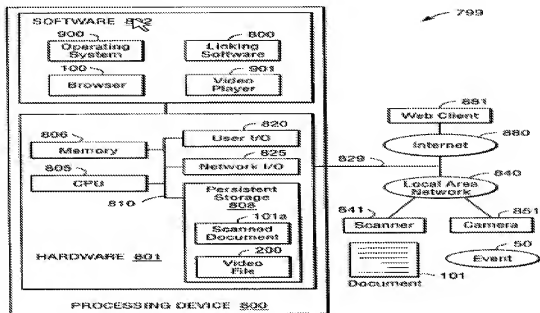 SOFTWARE 802
900
800
Operating System
Linking Software
100
901
Browser
Video Player
799
881
Web Client
880
Internet
806
820
Memory
User I/O
825
805
Network I/O
829
840
CPU
810
Persistent Storage 808
Local Area Network
101a
841
851
Scanned Document
Scanner
Camera
200
50
HARDWARE 801
Video File
Event
Document
101
PROCESSING DEVICE 800